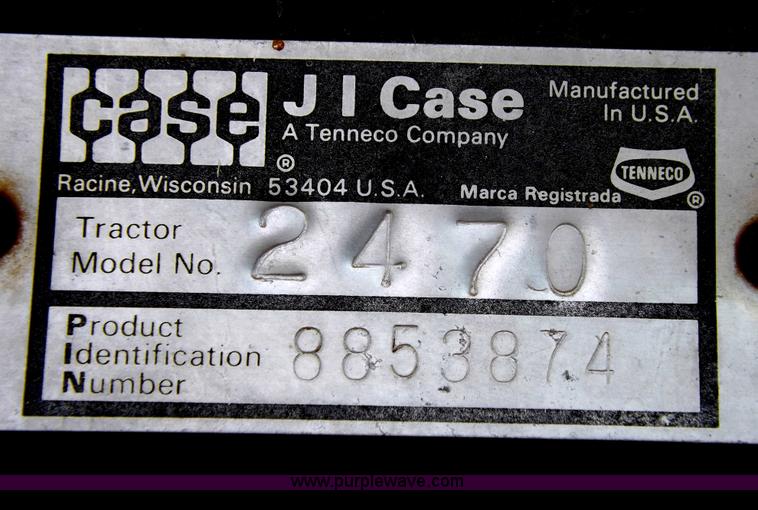 case
J I Case
A Tenneco Company
Manufactured
In U.S.A.
®
TENNECO
Racine, Wisconsin 53404 U.S.A.
Marca Registrada
®
Tractor
Model No. 2470
Product
Identification
Number
8853874
www.purplewave.com